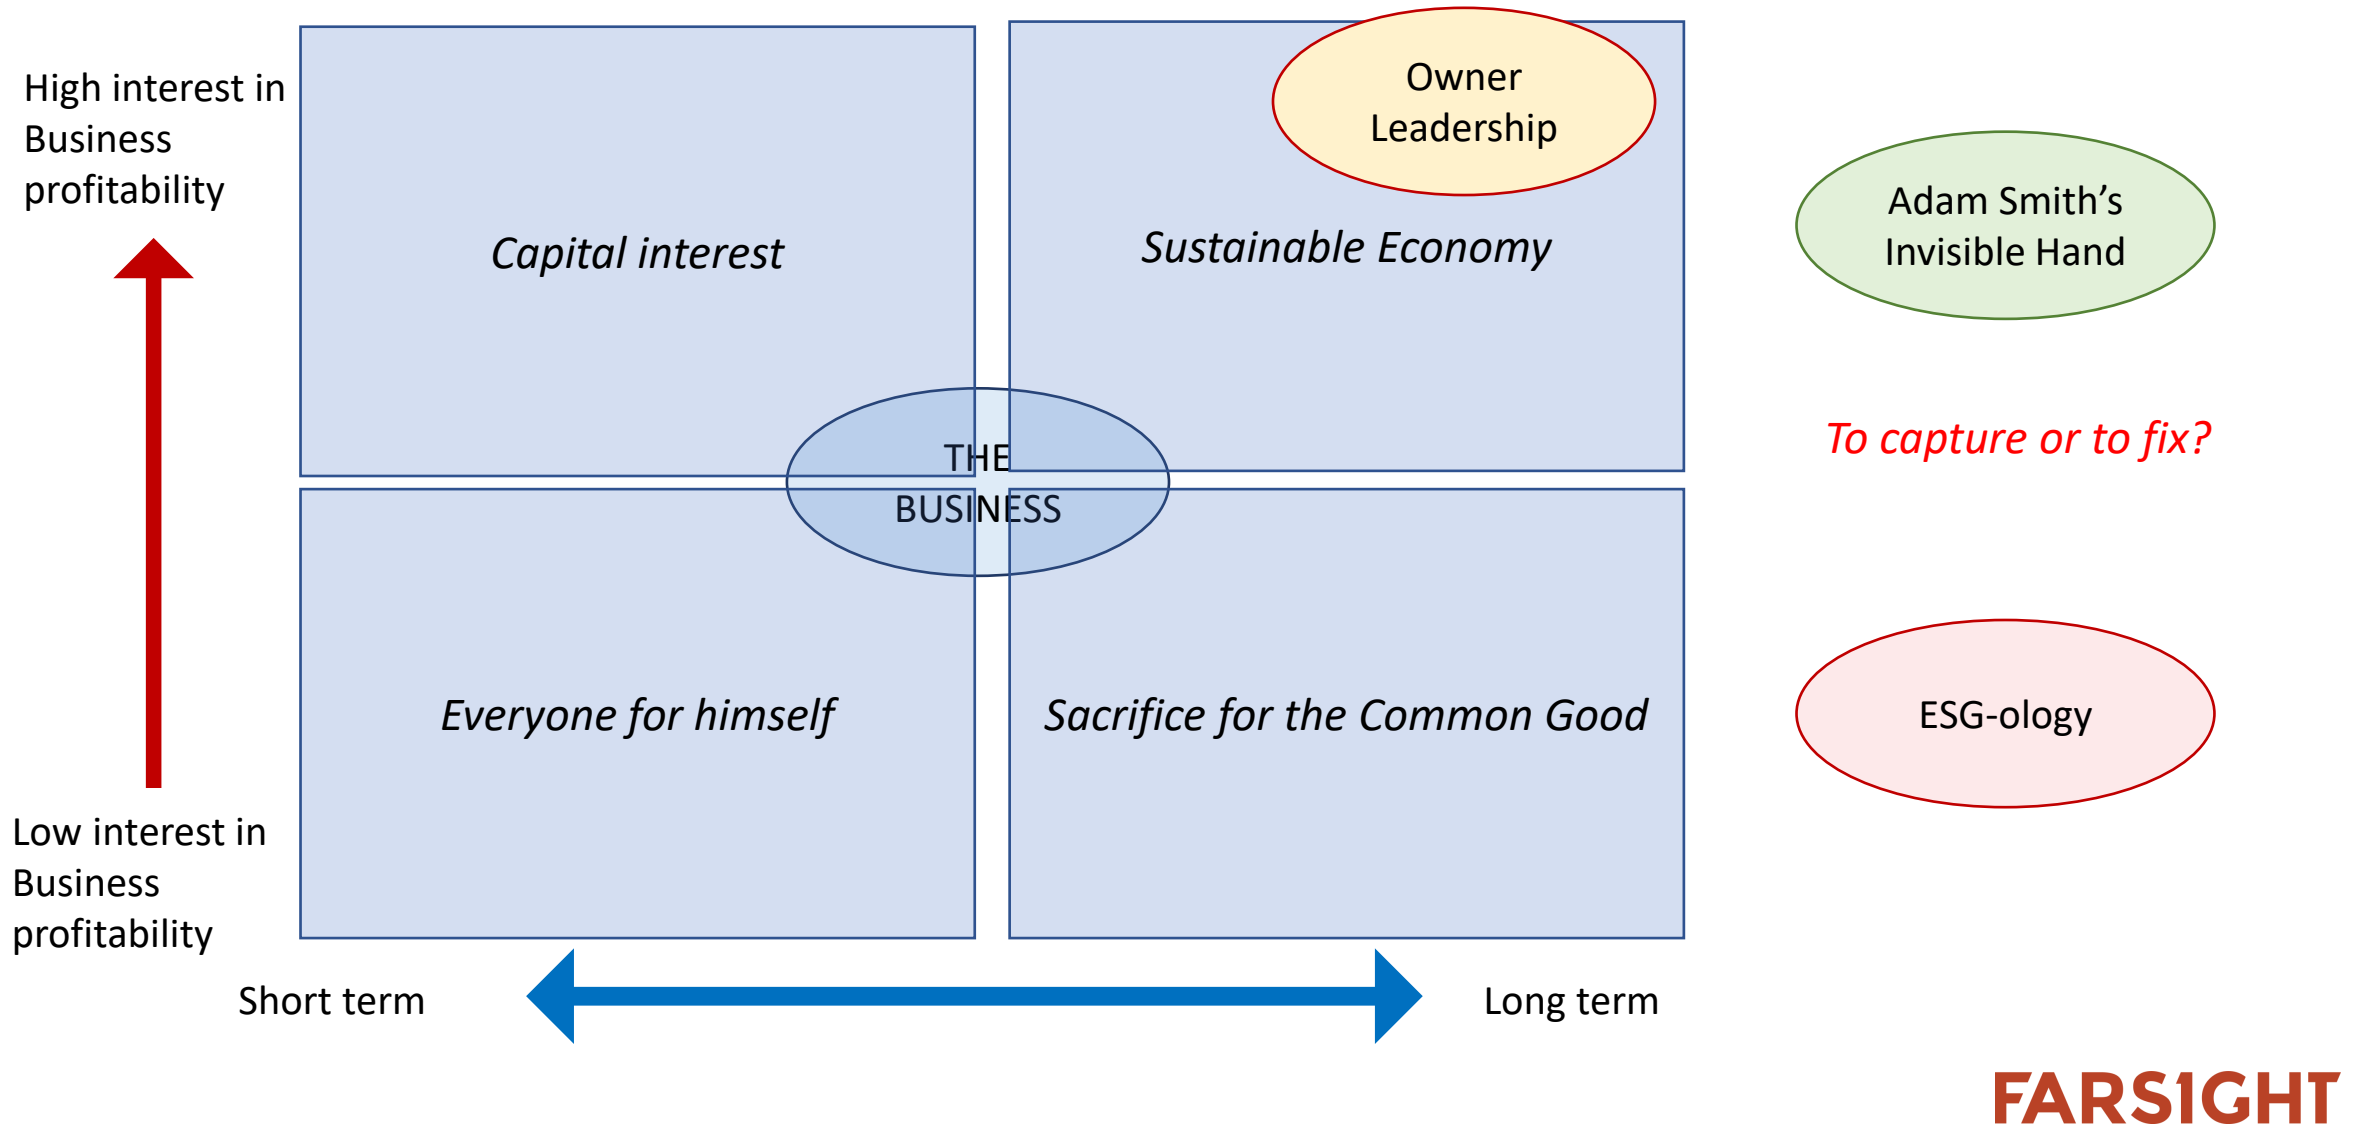 High interest in
Business
profitability
Capital interest
Owner
Leadership
Sustainable Economy
Adam Smith’s
Invisible Hand
THE
BUSINESS
To capture or to fix?
Everyone for himself
Sacrifice for the Common Good
ESG-ology
Low interest in
Business
profitability
Short term
Long term
FARS1GHT